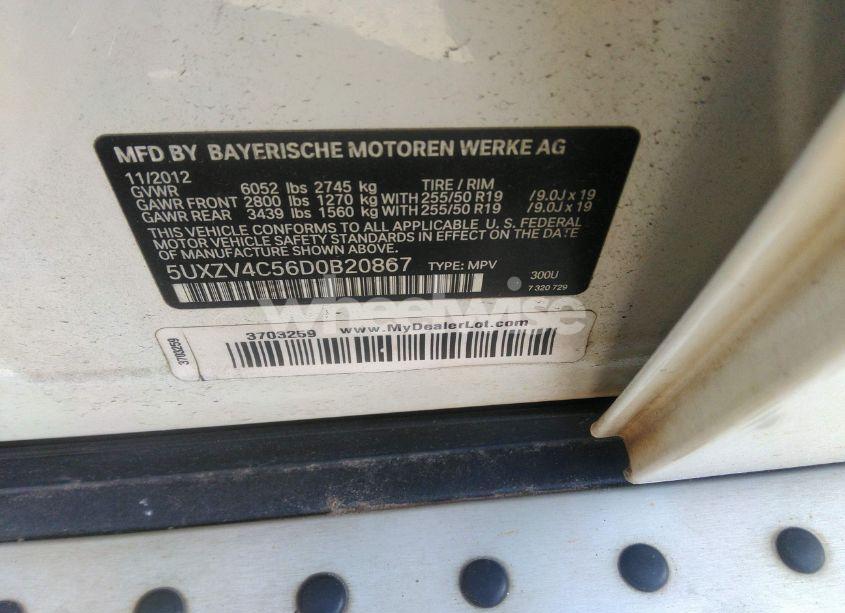 MFD BY BAYERISCHE MOTOREN WERKE AG
11/2012
GVWR 6052 lbs 2745 kg TIRE / RIM
GAWR FRONT 2800 lbs 1270 kg WITH 255/50 R19 /9.0J x 19
GAWR REAR 3439 lbs 1560 kg WITH 255/50 R19 /9.0J x 19
THIS VEHICLE CONFORMS TO ALL APPLICABLE U. S. FEDERAL
MOTOR VEHICLE SAFETY STANDARDS IN EFFECT ON THE DATE
OF MANUFACTURE SHOWN ABOVE.
5UXZV4C56D0B20867 TYPE: MPV 300U
7 320 729
wheelwise
3703259 www.MyDealerLot.com
3703259